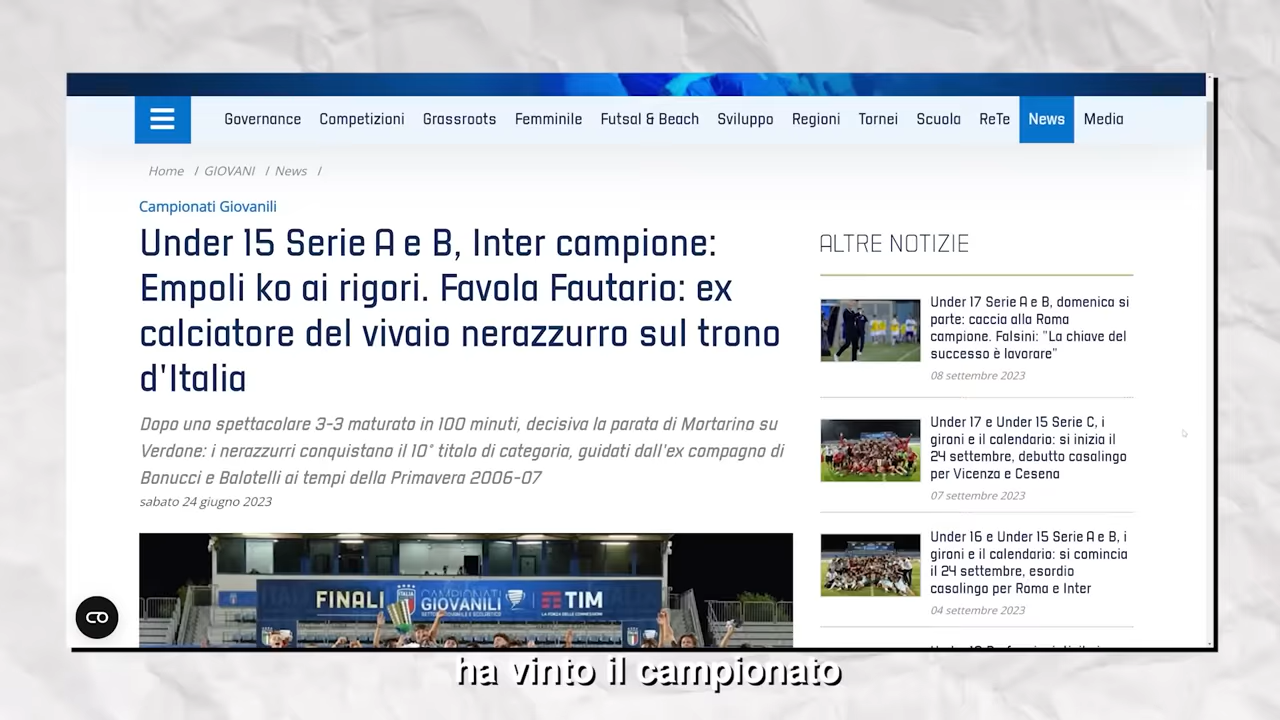 Governance Competizioni Grassroots Femminile Futsal & Beach Sviluppo Regioni Tornei Scuola ReTe News Media
Home / GIOVANI / News /
Campionati Giovanili
Under 15 Serie A e B, Inter campione:
Empoli ko ai rigori. Favola Fautario: ex
calciatore del vivaio nerazzurro sul trono
d'Italia
Dopo uno spettacolare 3-3 maturato in 100 minuti, decisiva la parata di Mortarino su
Verdone: i nerazzurri conquistano il 10° titolo di categoria, guidati dall'ex compagno di
Bonucci e Balotelli ai tempi della Primavera 2006-07
sabato 24 giugno 2023
FINALI
ITALIA
CAMPIONATI
GIOVANILI
TIM
ALTRE NOTIZIE
Under 17 Serie A e B, domenica si
parte: caccia alla Roma
campione. Falsini: "La chiave del
successo è lavorare"
08 settembre 2023
Under 17 e Under 15 Serie C, i
gironi e il calendario: si inizia il
24 settembre, debutto casalingo
per Vicenza e Cesena
07 settembre 2023
Under 16 e Under 15 Serie A e B, i
gironi e il calendario: si comincia
il 24 settembre, esordio
casalingo per Roma e Inter
04 settembre 2023
ha vinto il campionato